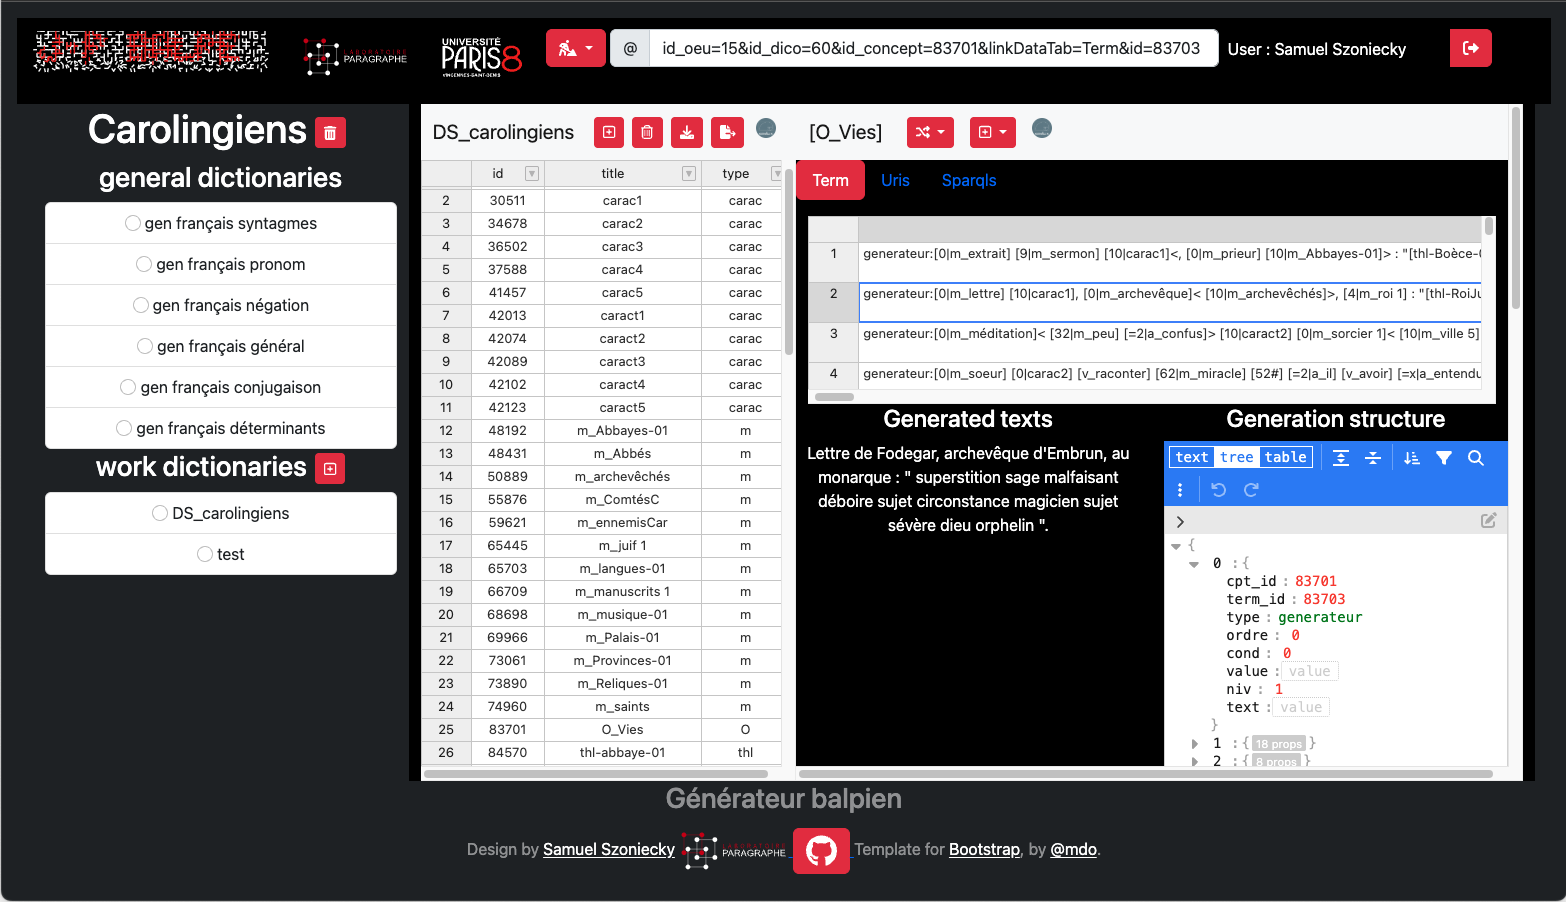 LABORATOIRE
PARAGRAPHE
UNIVERSITÉ
PARIS 8
VINCENNES-SAINT-DENIS
@ id_oeu=15&id_dico=60&id_concept=83701&linkDataTab=Term&id=83703
User : Samuel Szoniecky
Carolingiens
general dictionaries
gen français syntagmes
gen français pronom
gen français négation
gen français général
gen français conjugaison
gen français déterminants
work dictionaries
DS_carolingiens
test
DS_carolingiens
id title type
2 30511 carac1 carac
3 34678 carac2 carac
4 36502 carac3 carac
5 37588 carac4 carac
6 41457 carac5 carac
7 42013 caract1 carac
8 42074 caract2 carac
9 42089 caract3 carac
10 42102 caract4 carac
11 42123 caract5 carac
12 48192 m_Abbayes-01 m
13 48431 m_Abbés m
14 50889 m_archevêchés m
15 55876 m_ComtésC m
16 59621 m_ennemisCar m
17 65445 m_juif 1 m
18 65703 m_langues-01 m
19 66709 m_manuscrits 1 m
20 68698 m_musique-01 m
21 69966 m_Palais-01 m
22 73061 m_Provinces-01 m
23 73890 m_Reliques-01 m
24 74960 m_saints m
25 83701 O_Vies O
26 84570 thl-abbaye-01 thl
[O_Vies]
Term Uris Sparqls
1 generateur:[0|m_extrait] [9|m_sermon] [10|carac1]<, [0|m_prieur] [10|m_Abbayes-01]> : "[thl-Boèce-
2 generateur:[0|m_lettre] [10|carac1], [0|m_archevêque]< [10|m_archevêchés]>, [4|m_roi 1] : "[thl-RoiJu
3 generateur:[0|m_méditation]< [32|m_peu] [=2|a_confus]> [10|caract2] [0|m_sorcier 1]< [10|m_ville 5]
4 generateur:[0|m_soeur] [0|carac2] [v_raconter] [62|m_miracle] [52#] [=2|a_il] [v_avoir] [=x|a_entendu
Generated texts
Lettre de Fodegar, archevêque d'Embrun, au
monarque : " superstition sage malfaisant
déboire sujet circonstance magicien sujet
sévère dieu orphelin ".
Generation structure
text tree table
{
0 :{
cpt_id : 83701
term_id : 83703
type : generateur
ordre : 0
cond : 0
value : value
niv : 1
text : value
}
1 :{ 18 props }
2 :{ 8 props }
Générateur balpien
Design by Samuel Szoniecky LABORATOIRE PARAGRAPHE Template for Bootstrap, by @mdo.